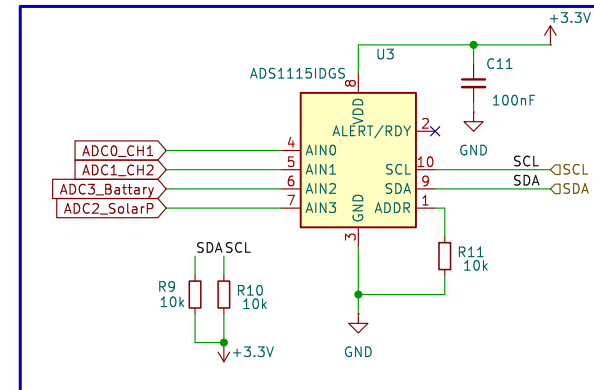 +3.3V
U3
C11
ADS1115IDGS
100nF
8
VDD
2
ALERT/RDY
GND
ADC0_CH1
4
AIN0
ADC1_CH2
5
AIN1
SCL
10
SCL
SCL
ADC3_Battary
6
AIN2
SDA
9
SDA
SDA
ADC2_SolarP
7
AIN3
GND
ADDR
1
3
SDA
SCL
R11
10k
R9
10k
R10
10k
+3.3V
GND